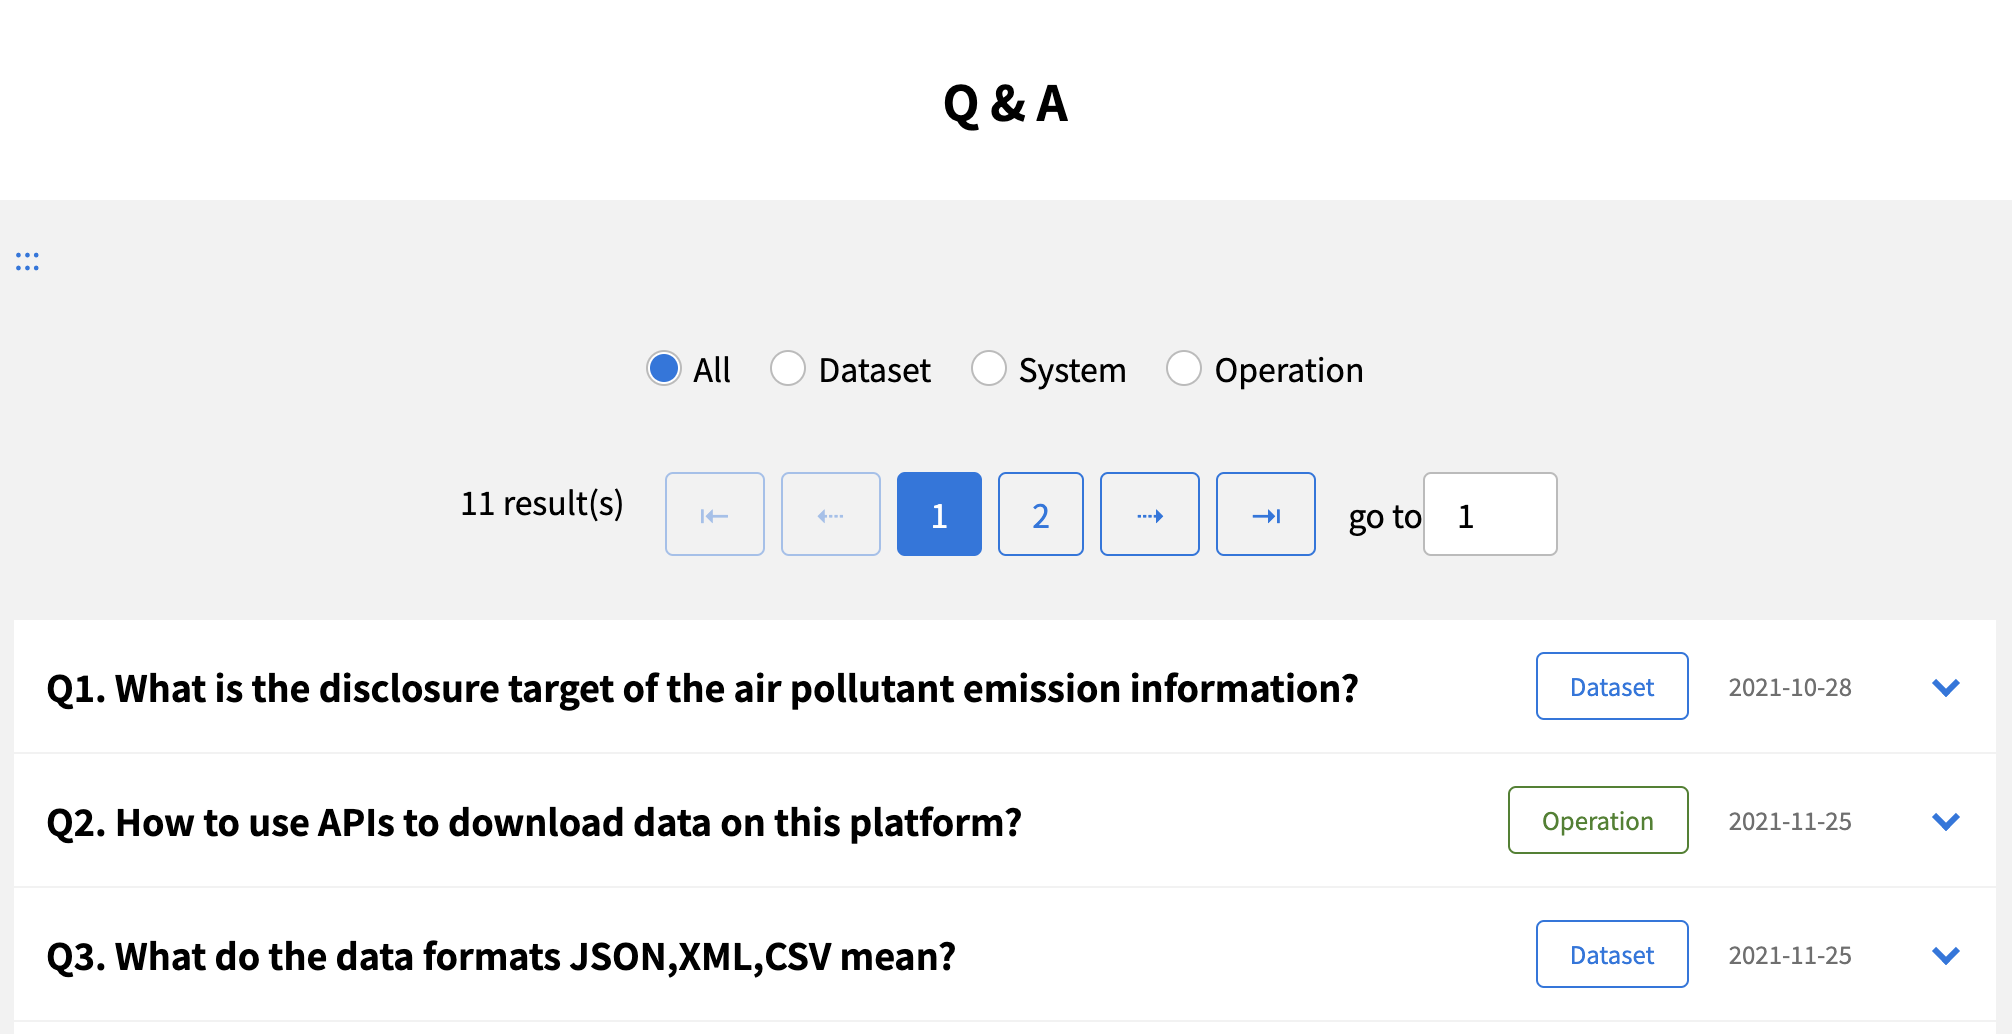 Q & A
All Dataset System Operation
11 result(s) 1 2 go to 1
Q1. What is the disclosure target of the air pollutant emission information? Dataset 2021-10-28
Q2. How to use APIs to download data on this platform? Operation 2021-11-25
Q3. What do the data formats JSON,XML,CSV mean? Dataset 2021-11-25